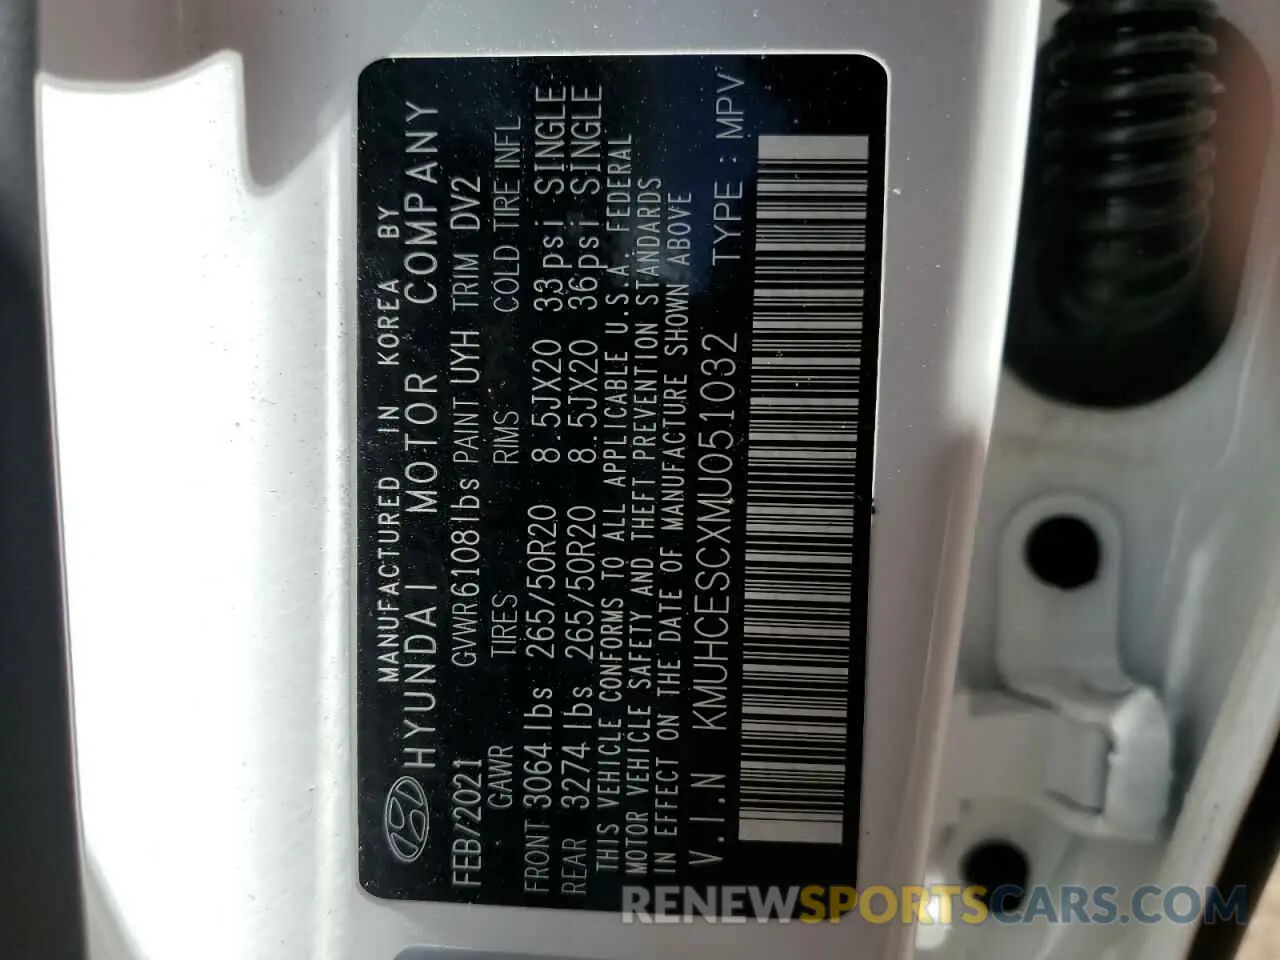 MANUFACTURED IN KOREA BY
HYUNDAI MOTOR COMPANY
FEB/2021 GVWR 6108 lbs PAINT UYH TRIM DV2
GAWR TIRES RIMS COLD TIRE INFL
FRONT 3064 lbs 265/50R20 8.5JX20 33psi SINGLE
REAR 3274 lbs 265/50R20 8.5JX20 36psi SINGLE
THIS VEHICLE CONFORMS TO ALL APPLICABLE U.S.A. FEDERAL
MOTOR VEHICLE SAFETY AND THEFT PREVENTION STANDARDS
IN EFFECT ON THE DATE OF MANUFACTURE SHOWN ABOVE
V.I.N KMUHCESCXMU051032 TYPE : MPV
RENEWSPORTSCARS.COM